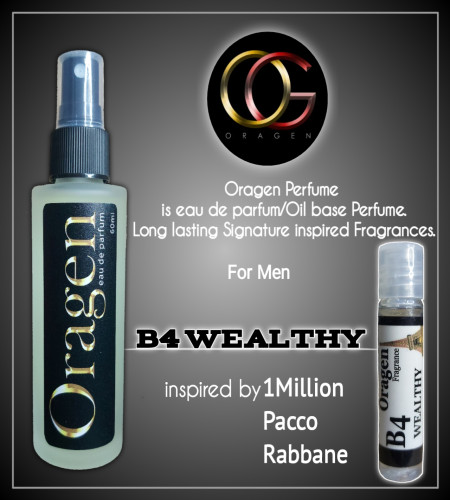 OG
ORAGEN
Oragen Perfume
is eau de parfum/Oil base Perfume.
Long lasting Signature inspired Fragrances.
For Men
B4 WEALTHY
inspired by 1Million
Pacco
Rabbane
Oragen
eau de parfum
60ml
B4
Oragen
Fragrance
WEALTHY